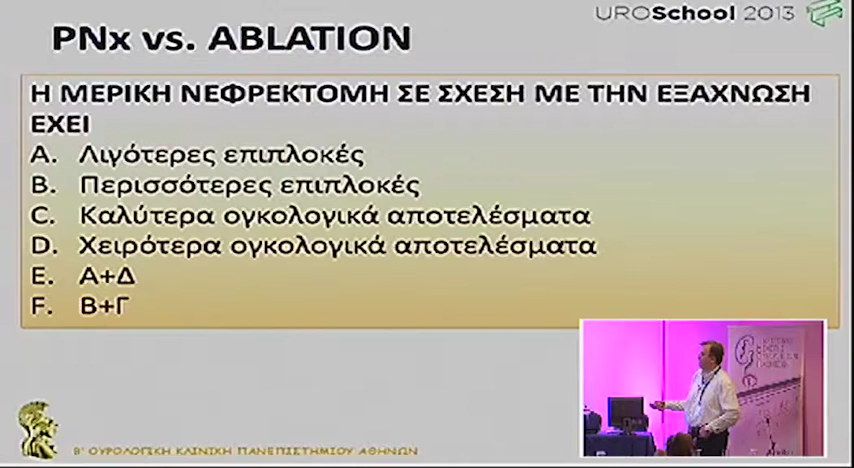 UROSchool 2013
PNx vs. ABLATION
Η ΜΕΡΙΚΗ ΝΕΦΡΕΚΤΟΜΗ ΣΕ ΣΧΕΣΗ ΜΕ ΤΗΝ ΕΞΑΧΝΩΣΗ
ΕΧΕΙ
A. Λιγότερες επιπλοκές
B. Περισσότερες επιπλοκές
C. Καλύτερα ογκολογικά αποτελέσματα
D. Χειρότερα ογκολογικά αποτελέσματα
E. Α+Δ
F. Β+Γ
Β' ΟΥΡΟΛΟΓΙΚΗ ΚΛΙΝΙΚΗ ΠΑΝΕΠΙΣΤΗΜΙΟΥ ΑΘΗΝΩΝ